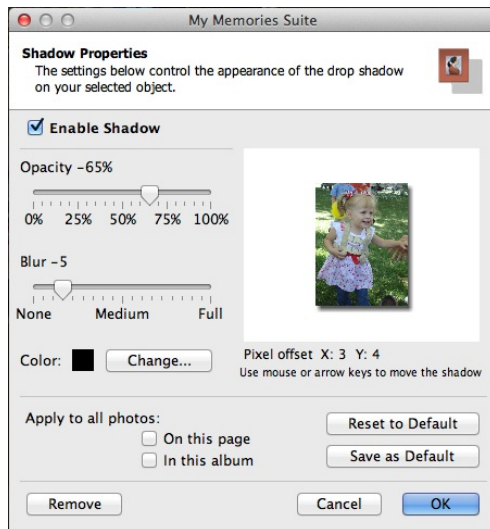 My Memories Suite
Shadow Properties
The settings below control the appearance of the drop shadow
on your selected object.
Enable Shadow
Opacity -65%
0% 25% 50% 75% 100%
Blur -5
None Medium Full
Color: Change...
Pixel offset X: 3 Y: 4
Use mouse or arrow keys to move the shadow
Apply to all photos:
On this page
In this album
Reset to Default
Save as Default
Remove Cancel OK